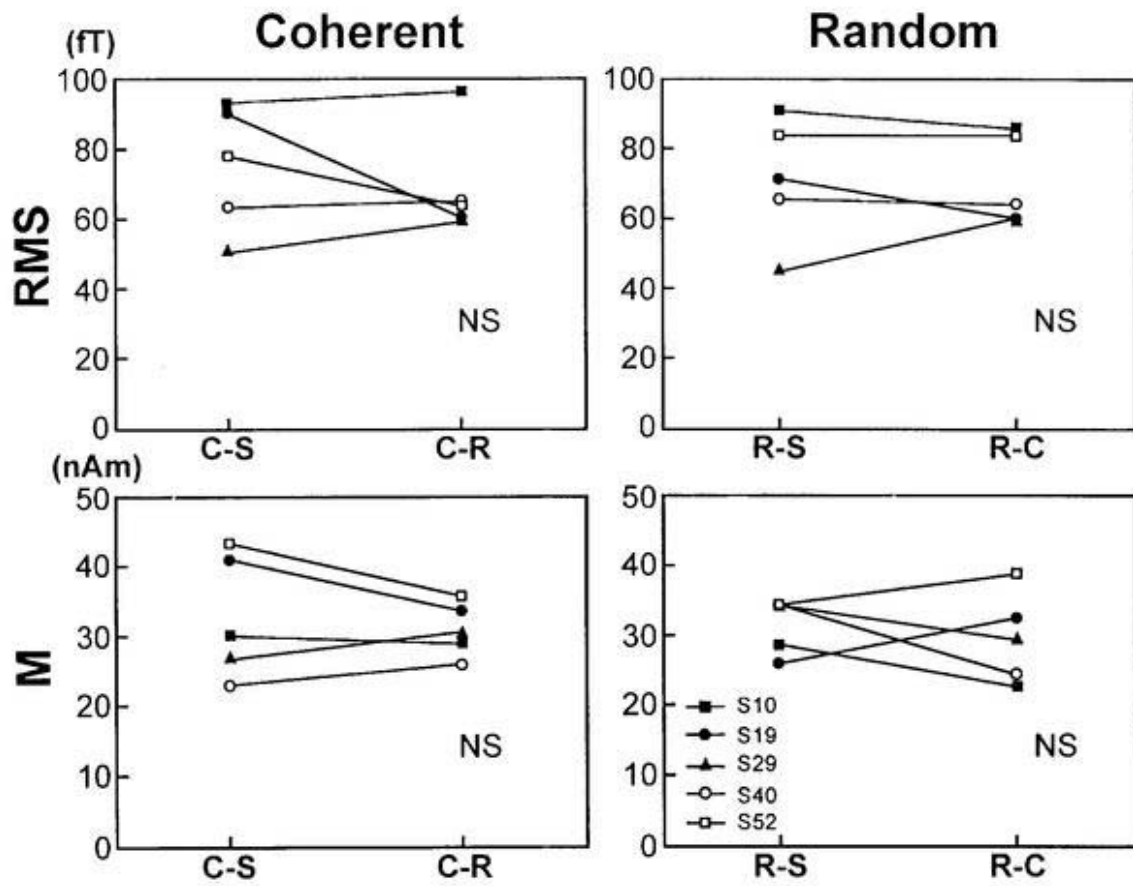 Coherent Random
(fT)
RMS
100 100
80 80
60 60
40 40
NS NS
20 20
0 0
C-S C-R R-S R-C
(nAm)
M
50 50
40 40
30 30
20 20
S10
S19
NS NS
S29
10 10
S40
S52
0 0
C-S C-R R-S R-C